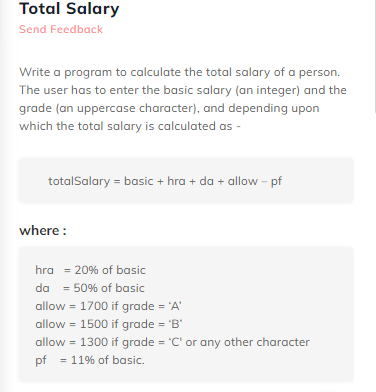 Total Salary
Send Feedback
Write a program to calculate the total salary of a person.
The user has to enter the basic salary (an integer) and the
grade (an uppercase character), and depending upon
which the total salary is calculated as -
totalSalary = basic + hra + da + allow – pf
where :
hra = 20% of basic
da = 50% of basic
allow = 1700 if grade = ‘A’
allow = 1500 if grade = ‘B’
allow = 1300 if grade = ‘C' or any other character
pf = 11% of basic.